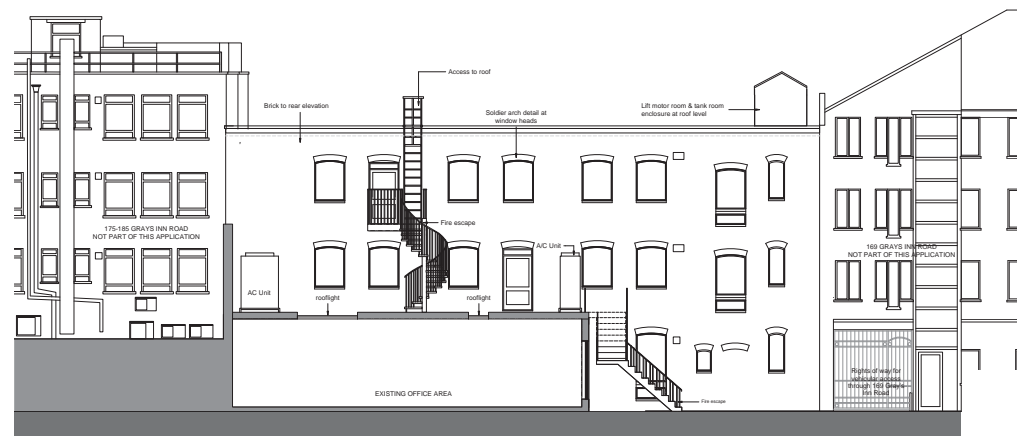 Access to roof
Brick to rear elevation
Soldier arch detail at
window heads
Lift motor room & tank room
enclosure at roof level
175-185 GRAYS INN ROAD
NOT PART OF THIS APPLICATION
Fire escape
A/C Unit
169 GRAYS INN ROAD
NOT PART OF THIS APPLICATION
AC Unit
rooflight
rooflight
Rights of way for
vehicular access
through 169 Gray's
Inn Road
EXISTING OFFICE AREA
Fire escape